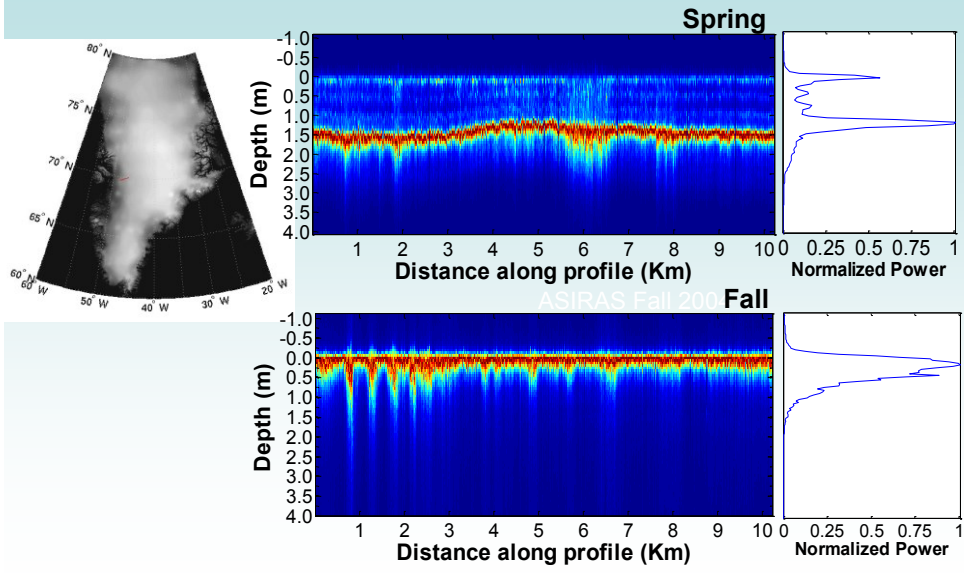 Spring
80° N
75° N
70° N
65° N
60° N
60° W
50° W
40° W
30° W
20° W
-1.0
-0.5
0
0.5
1.0
1.5
2.0
2.5
3.0
3.5
4.0
Depth (m)
0 1 2 3 4 5 6 7 8 9 10
Distance along profile (Km)
0 0.25 0.5 0.75 1
Normalized Power
ASIRAS Fall 2004
Fall
-1.0
0.0
0.5
1.0
1.5
2.0
2.5
3.0
3.5
4.0
Depth (m)
1 2 3 4 5 6 7 8 9 10
Distance along profile (Km)
0 0.25 0.5 0.75 1
Normalized Power